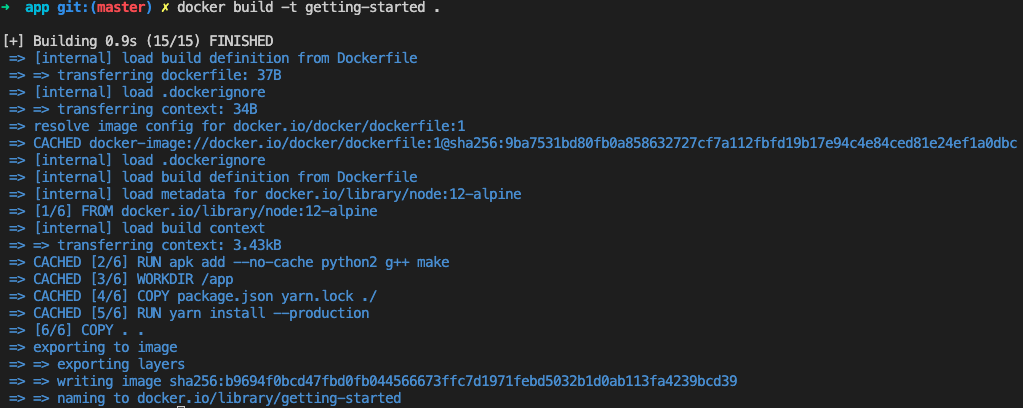 ➜ app git:(master) ✗ docker build -t getting-started .
[+] Building 0.9s (15/15) FINISHED
=> [internal] load build definition from Dockerfile
=> => transferring dockerfile: 37B
=> [internal] load .dockerignore
=> => transferring context: 34B
=> resolve image config for docker.io/docker/dockerfile:1
=> CACHED docker-image://docker.io/docker/dockerfile:1@sha256:9ba7531bd80fb0a858632727cf7a112fbfd19b17e94c4e84ced81e24ef1a0dbc
=> [internal] load .dockerignore
=> [internal] load build definition from Dockerfile
=> [internal] load metadata for docker.io/library/node:12-alpine
=> [1/6] FROM docker.io/library/node:12-alpine
=> [internal] load build context
=> => transferring context: 3.43kB
=> CACHED [2/6] RUN apk add --no-cache python2 g++ make
=> CACHED [3/6] WORKDIR /app
=> CACHED [4/6] COPY package.json yarn.lock ./
=> CACHED [5/6] RUN yarn install --production
=> [6/6] COPY . .
=> exporting to image
=> => exporting layers
=> => writing image sha256:b9694f0bcd47fbd0fb044566673ffc7d1971febd5032b1d0ab113fa4239bcd39
=> => naming to docker.io/library/getting-started